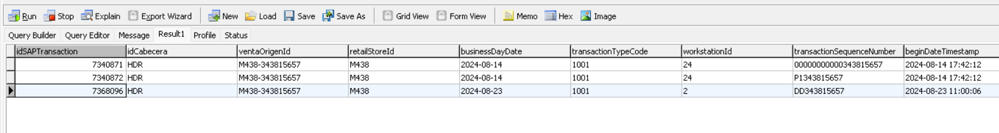 Run Stop Explain Export Wizard New Load Save Save As Grid View Form View Memo Hex Image
Query Builder Query Editor Message Result1 Profile Status
idSAPTransaction idCabecera ventaOrigenId retailStoreId businessDayDate transactionTypeCode workstationId transactionSequenceNumber beginDateTimestamp
7340871 HDR M438-343815657 M438 2024-08-14 1001 24 00000000000343815657 2024-08-14 17:42:12
7340872 HDR M438-343815657 M438 2024-08-14 1001 24 P1343815657 2024-08-14 17:42:12
7368096 HDR M438-343815657 M438 2024-08-23 1001 2 DD343815657 2024-08-23 11:00:06